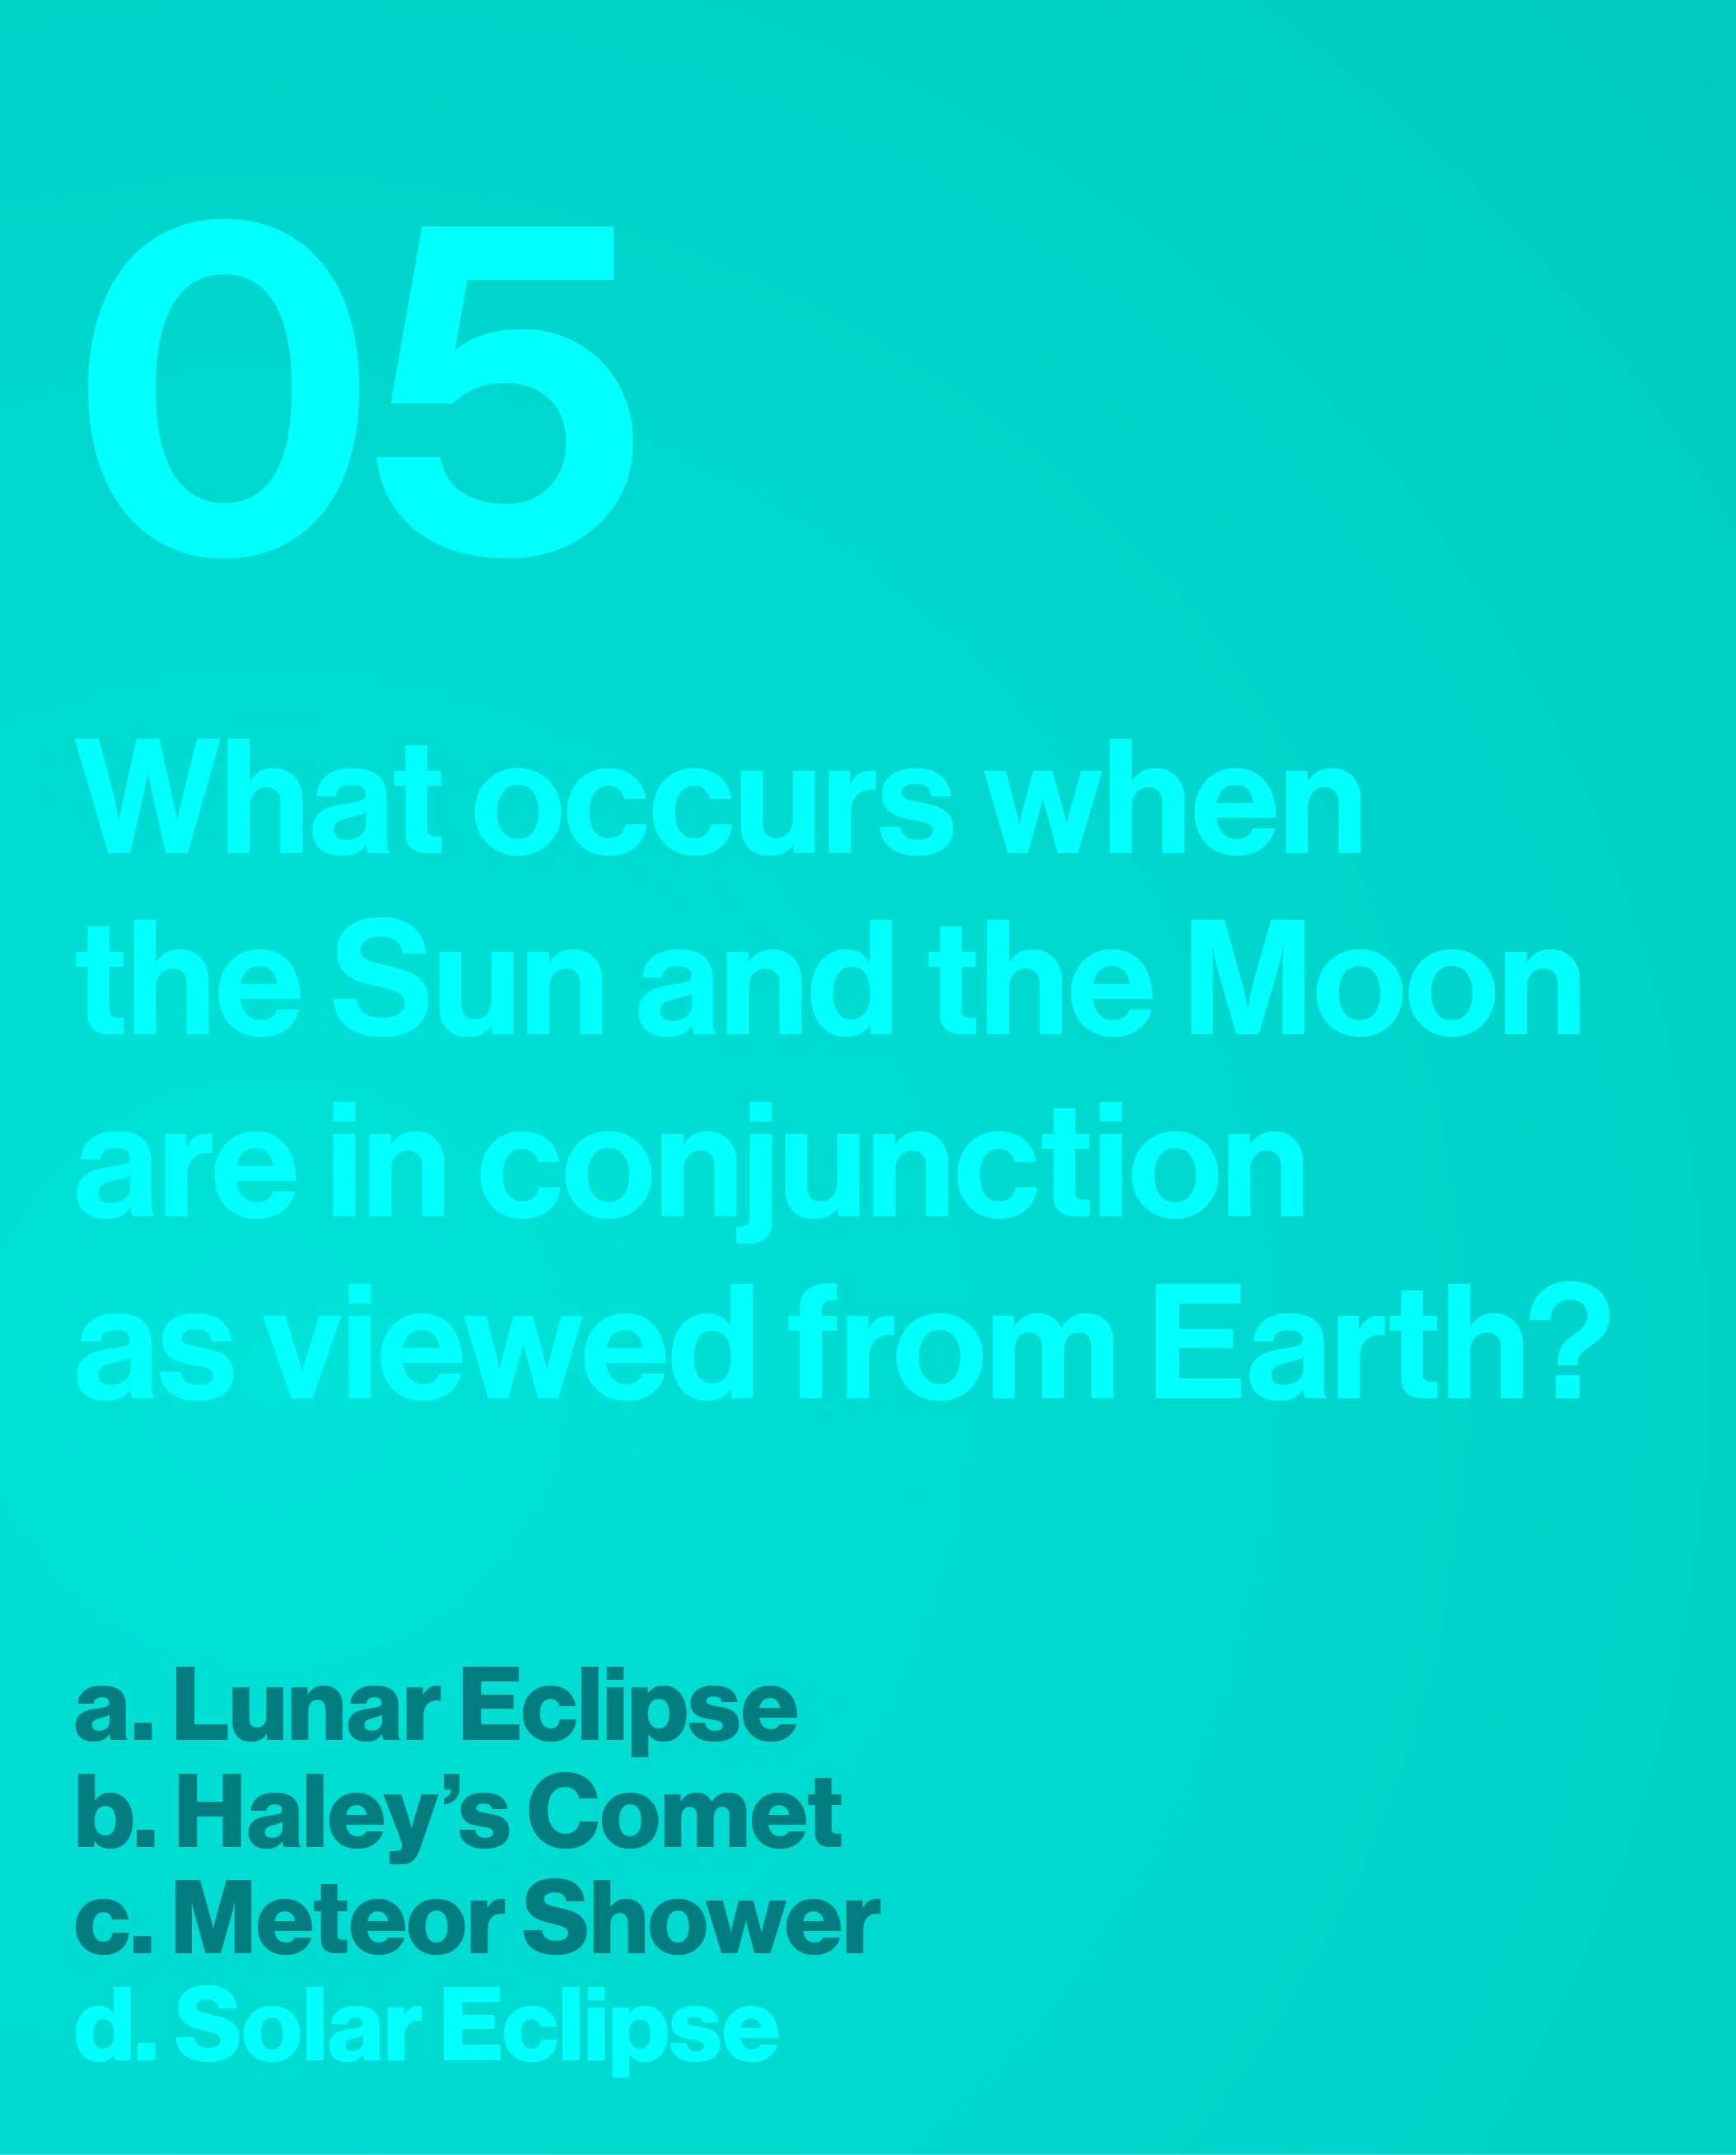 05
What occurs when
the Sun and the Moon
are in conjunction
as viewed from Earth?
a. Lunar Eclipse
b. Haley’s Comet
c. Meteor Shower
d. Solar Eclipse